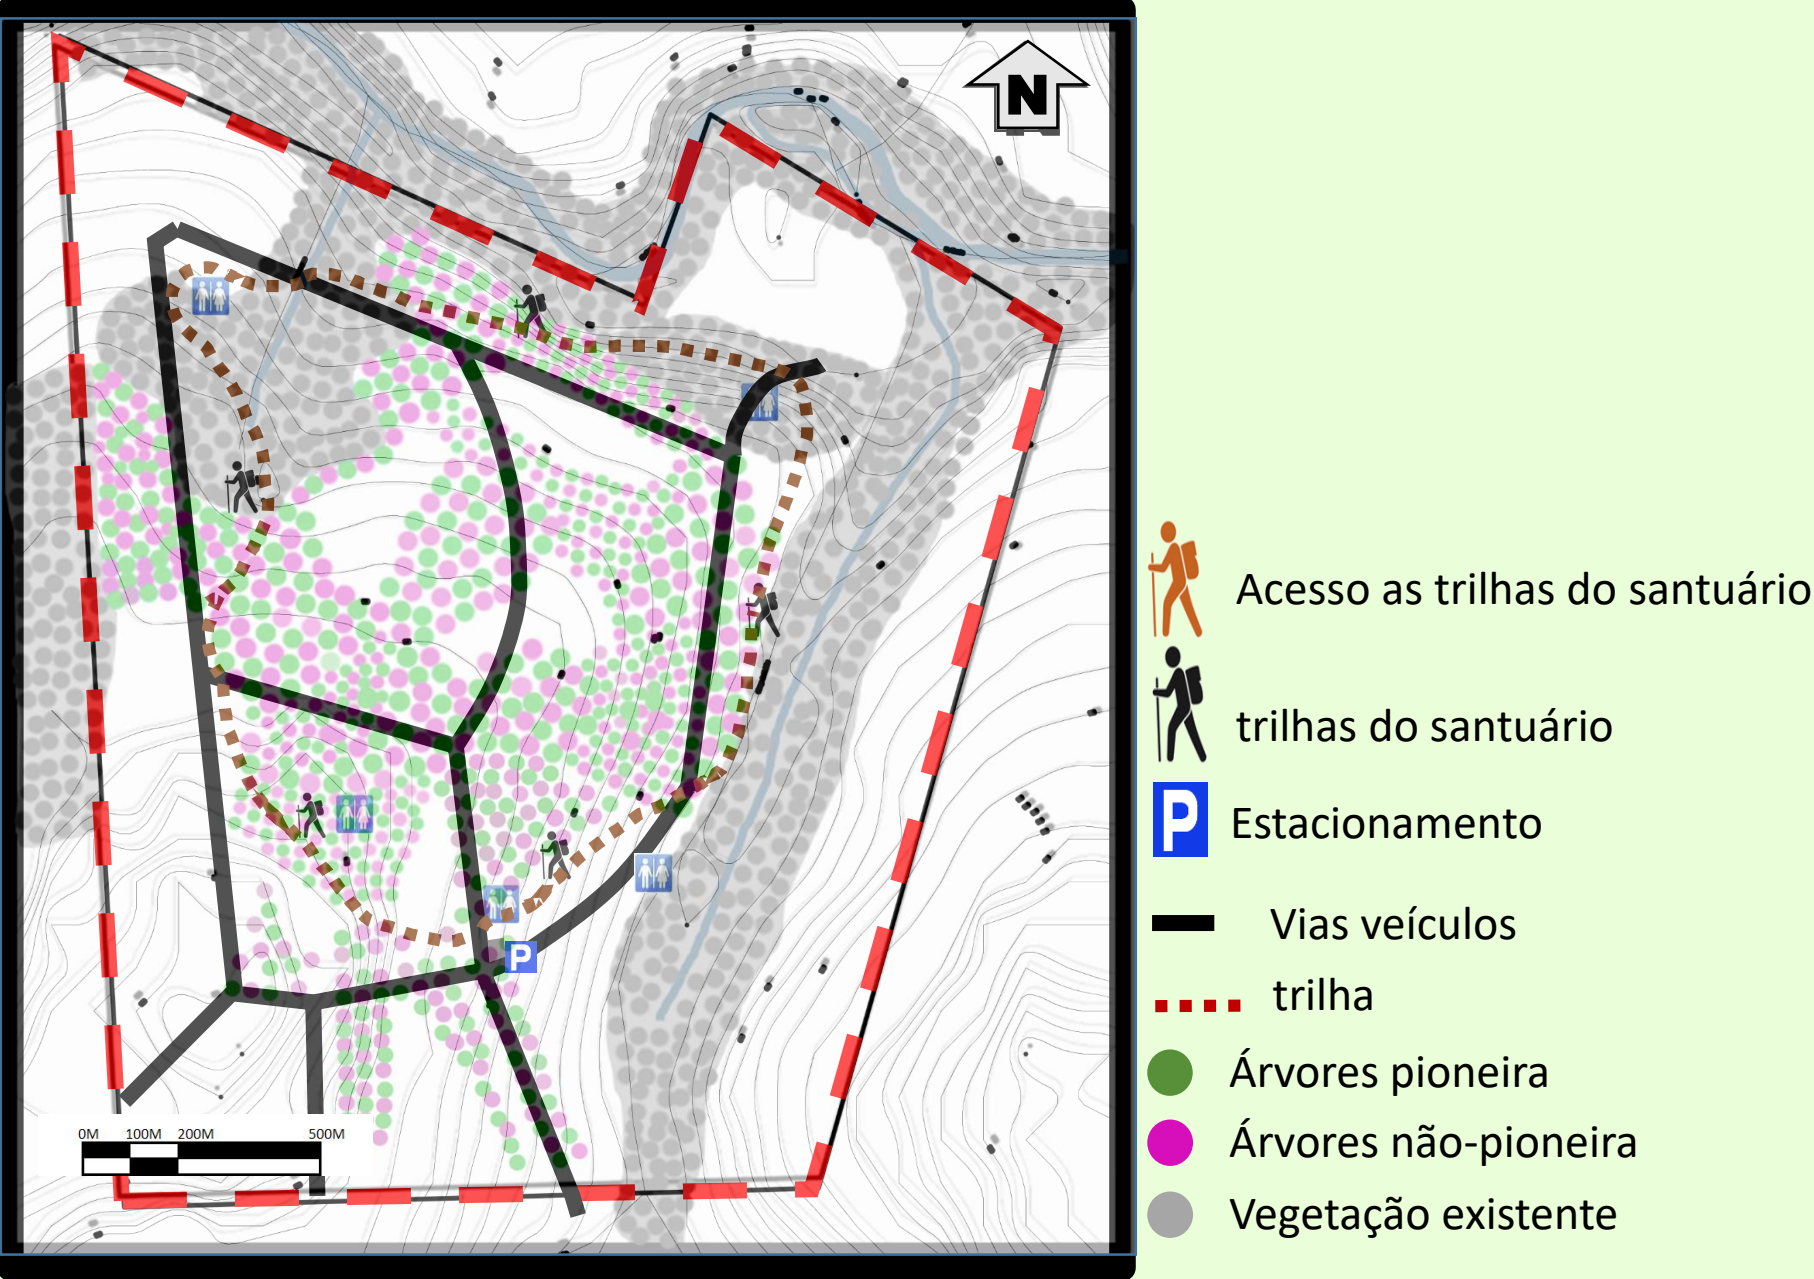 N
P
0M 100M 200M 500M
Acesso as trilhas do santuário
trilhas do santuário
P Estacionamento
Vias veículos
trilha
Árvores pioneira
Árvores não-pioneira
Vegetação existente